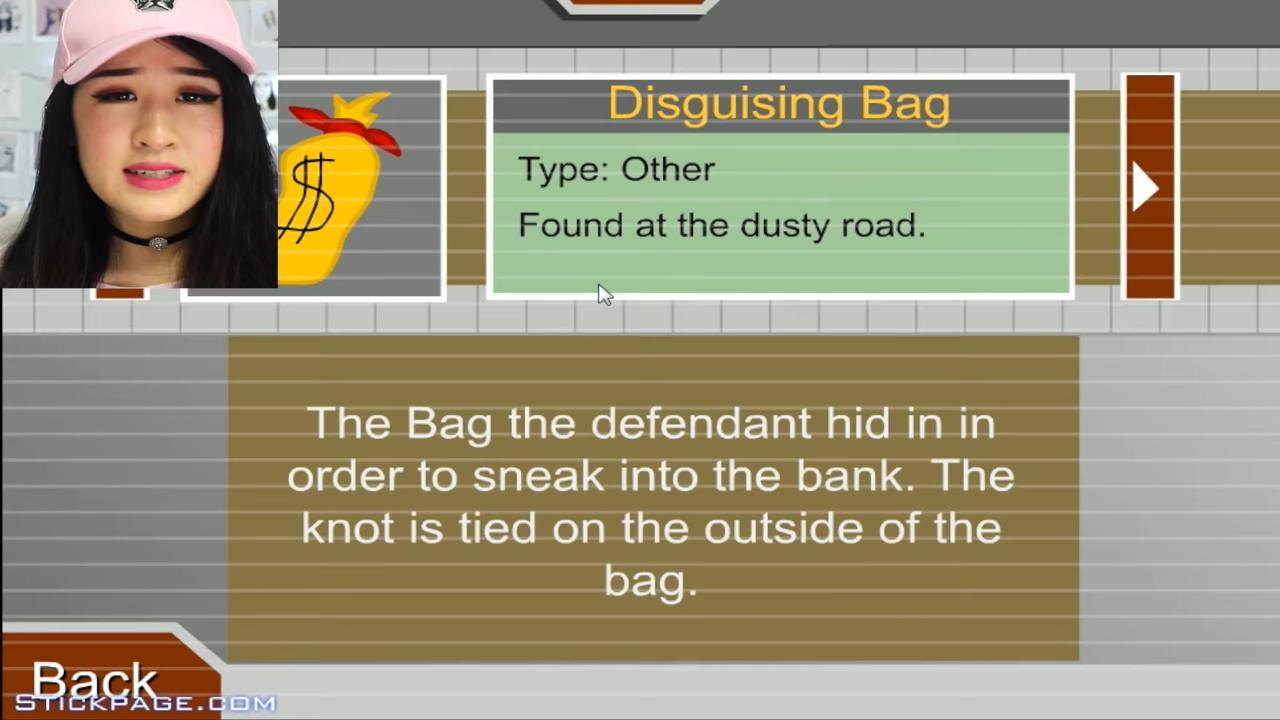 Disguising Bag
Type: Other
Found at the dusty road.
$
The Bag the defendant hid in in
order to sneak into the bank. The
knot is tied on the outside of the
bag.
Back
STICKPAGE.COM